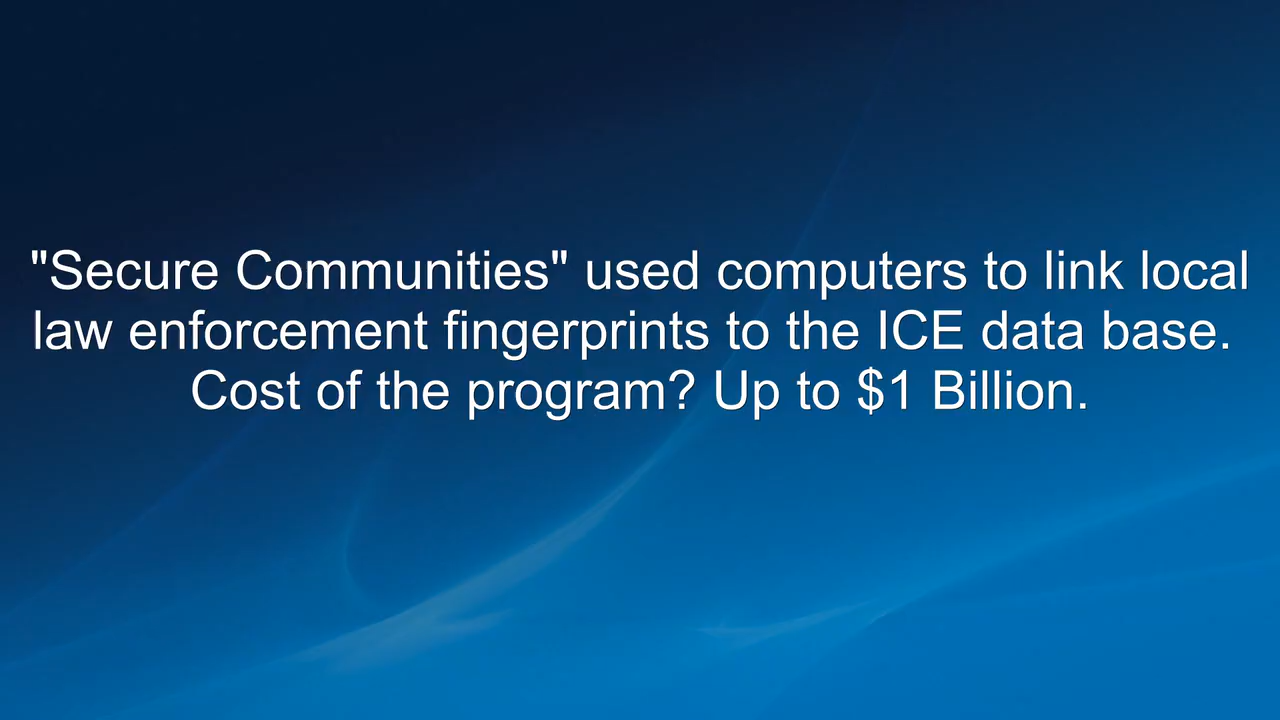 "Secure Communities" used computers to link local
law enforcement fingerprints to the ICE data base.
Cost of the program? Up to $1 Billion.